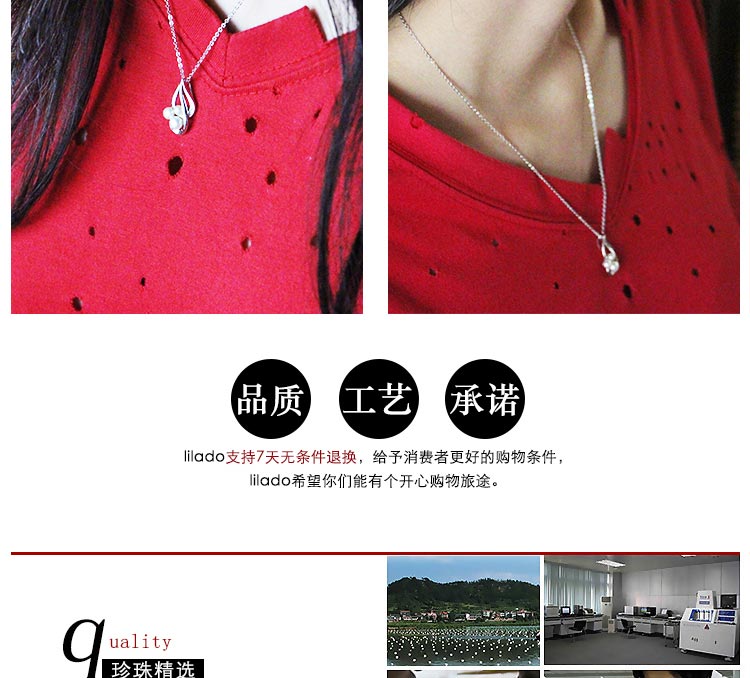 品质 工艺 承诺
lilado支持7天无条件退换，给予消费者更好的购物条件，
lilado希望你们能有个开心购物旅途。
quality
珍珠精选